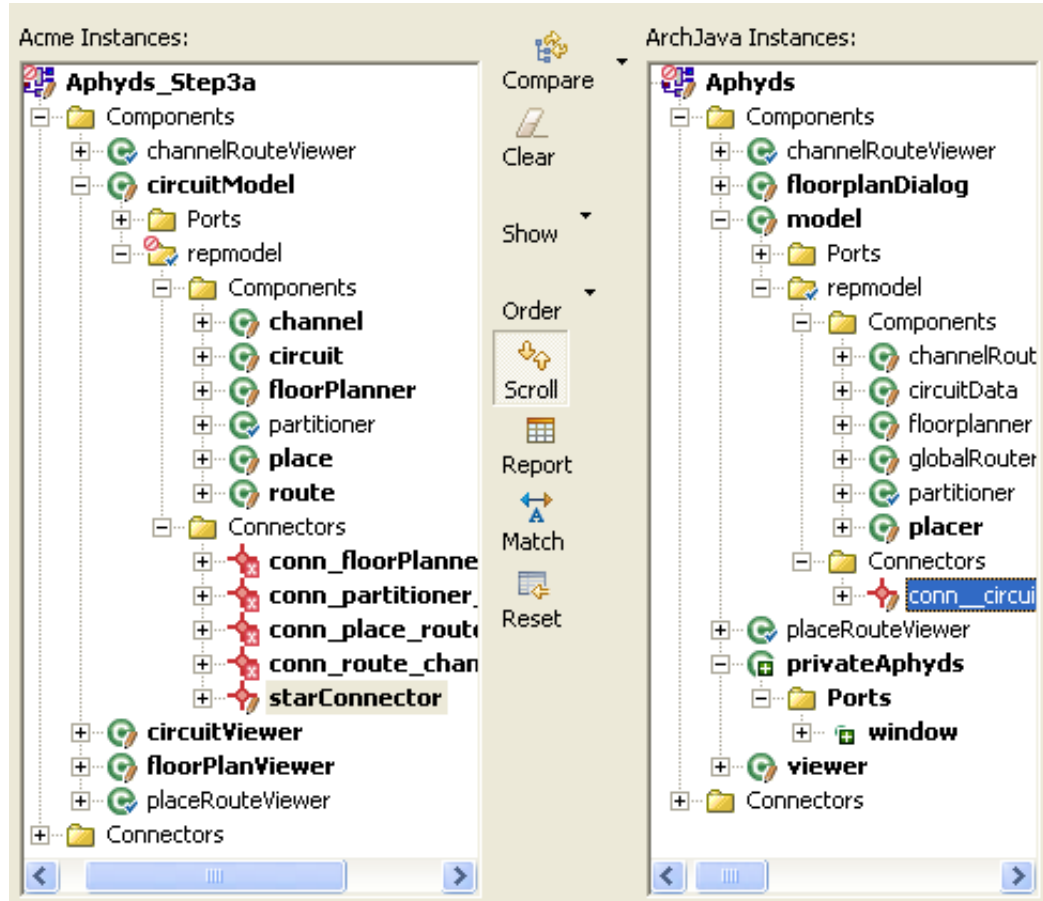 Acme Instances:
Aphyds_Step3a
Components
channelRouteViewer
circuitModel
Ports
repmodel
Components
channel
circuit
floorPlanner
partitioner
place
route
Connectors
conn_floorPlanne
conn_partitioner_
conn_place_route
conn_route_chan
starConnector
circuitViewer
floorPlanViewer
placeRouteViewer
Connectors
Compare
Clear
Show
Order
Scroll
Report
Match
Reset
ArchJava Instances:
Aphyds
Components
channelRouteViewer
floorplanDialog
model
Ports
repmodel
Components
channelRout
circuitData
floorplanner
globalRouter
partitioner
placer
Connectors
conn__circui
placeRouteViewer
privateAphyds
Ports
window
viewer
Connectors